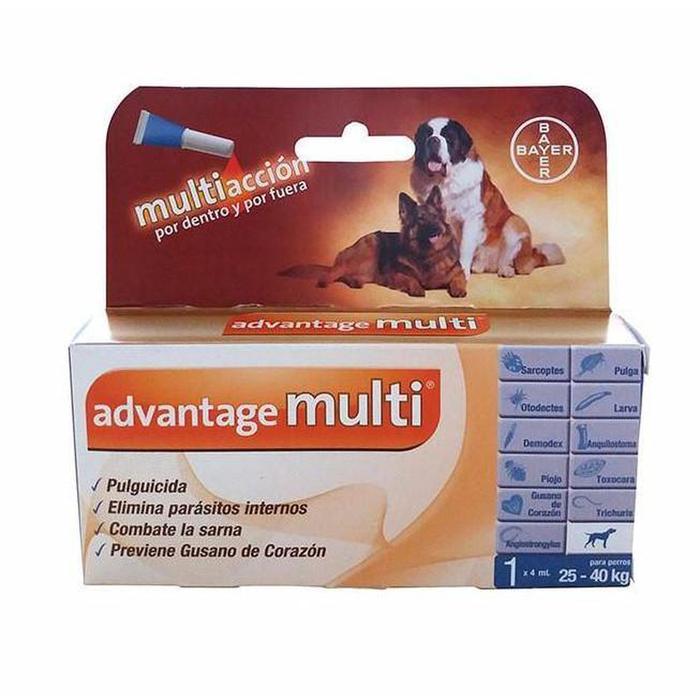 multiacción
por dentro y por fuera
BAYER
BAYER
advantage multi
advantage multi®
✓ Pulguicida
✓ Elimina parásitos internos
✓ Combate la sarna
✓ Previene Gusano de Corazón
Sarcoptes
Pulga
Otodectes
Larva
Demodex
Anquilostoma
Piojo
Toxocara
Gusano
de
Corazón
Trichuris
Angiostrongylus
para perros
1 x 4 ml. 25 - 40 kg